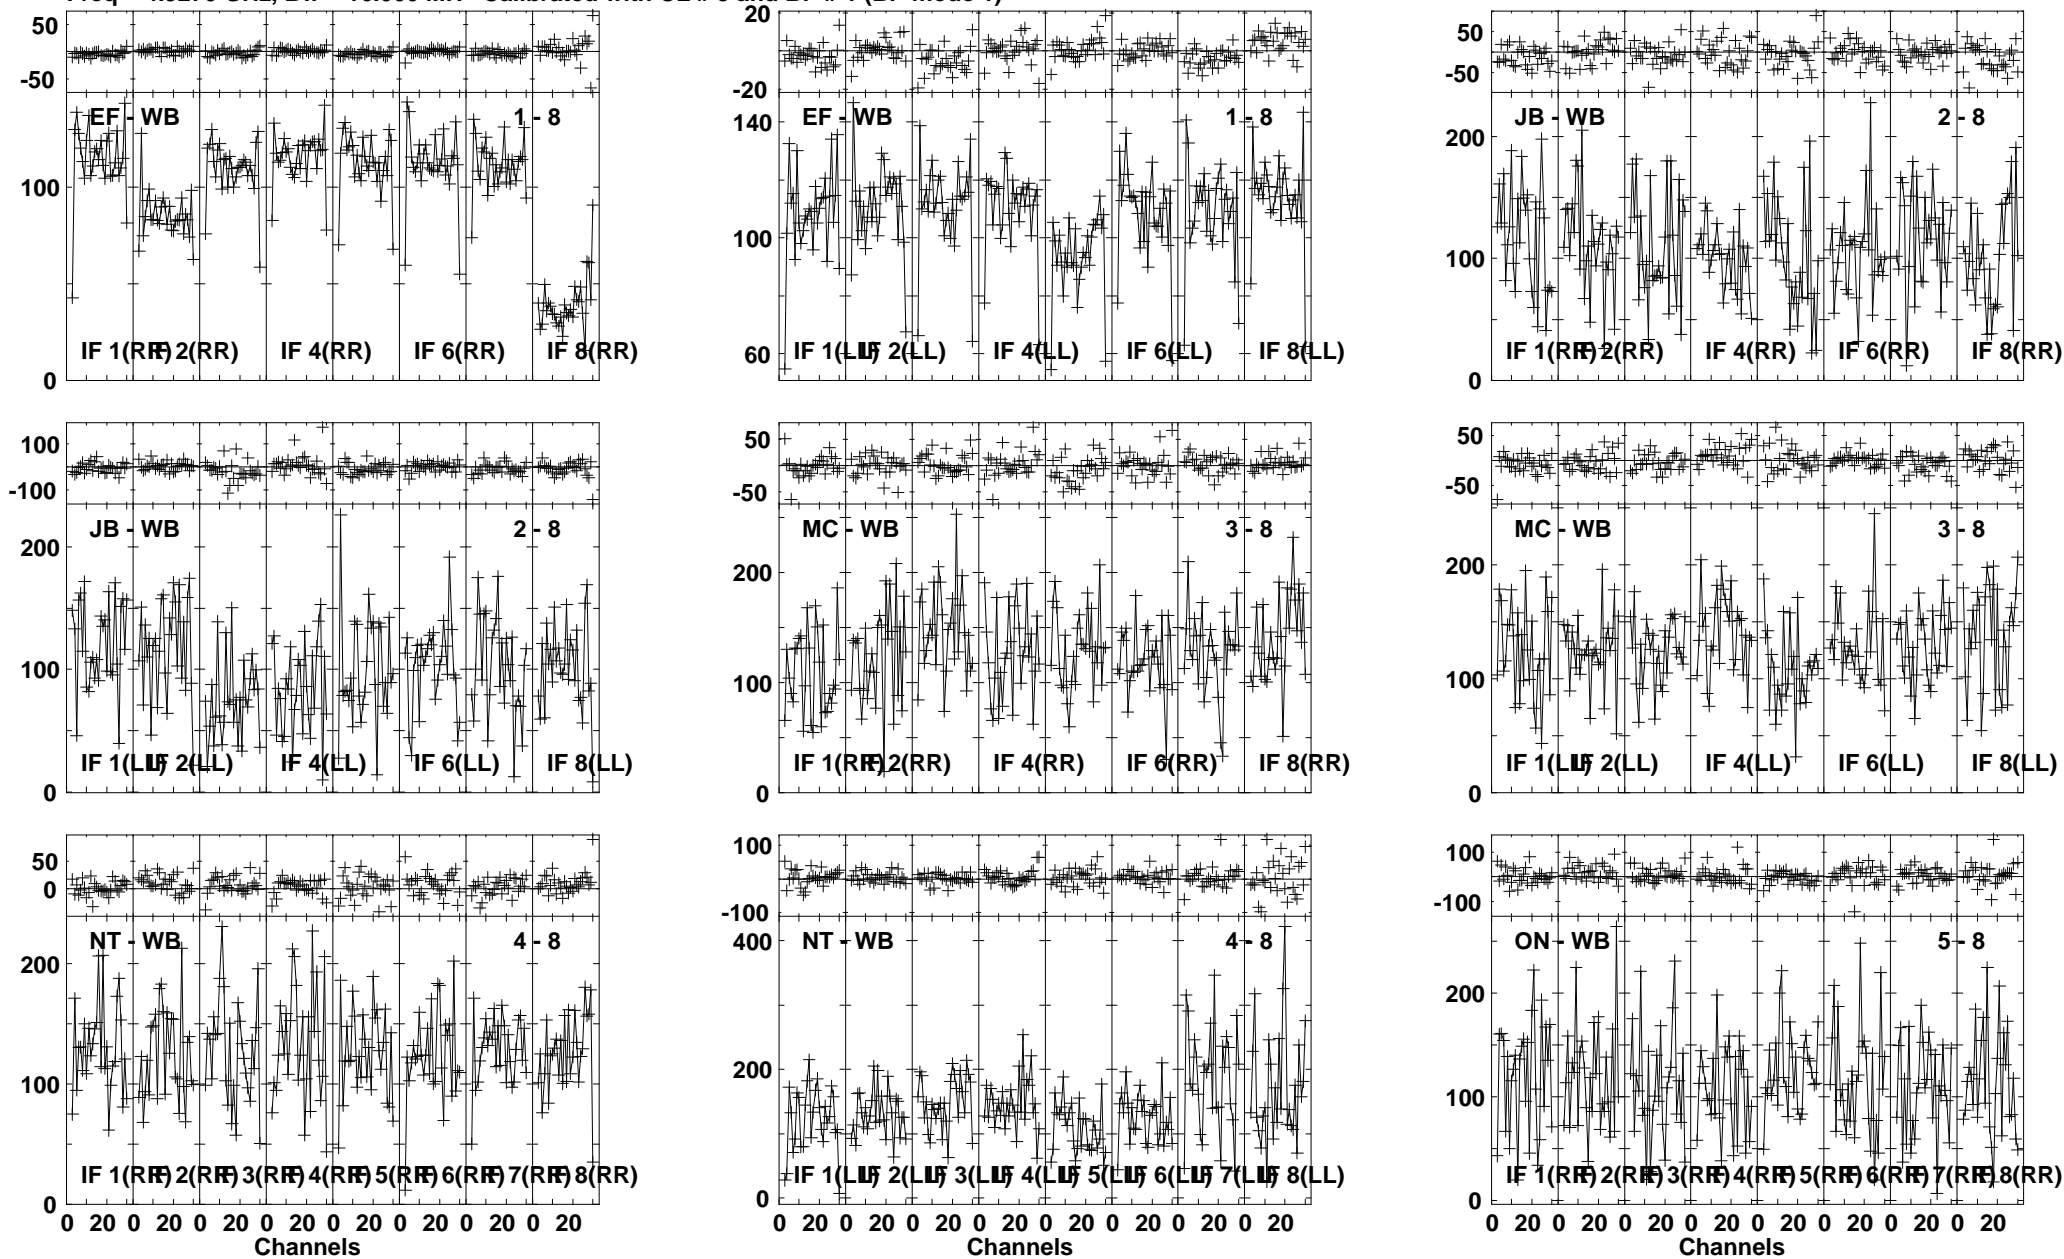 Calibrated with CL # and BP # 1 (BP mode 1)
50
-50
20
-20
50
-50
EF - WB 1 - 8
100
0
IF 1(RR) IF 2(RR) IF 4(RR) IF 6(RR) IF 8(RR)
EF - WB 1 - 8
140
100
60
IF 1(LL) IF 2(LL) IF 4(LL) IF 6(LL) IF 8(LL)
JB - WB 2 - 8
200
100
0
IF 1(RR) IF 2(RR) IF 4(RR) IF 6(RR) IF 8(RR)
100
-100
50
-50
50
-50
JB - WB 2 - 8
200
100
0
IF 1(LL) IF 2(LL) IF 4(LL) IF 6(LL) IF 8(LL)
MC - WB 3 - 8
200
100
0
IF 1(RR) IF 2(RR) IF 4(RR) IF 6(RR) IF 8(RR)
MC - WB 3 - 8
200
100
0
IF 1(LL) IF 2(LL) IF 4(LL) IF 6(LL) IF 8(LL)
50
0
100
-100
100
-100
NT - WB 4 - 8
200
100
0
IF 1(RR) IF 2(RR) IF 3(RR) IF 4(RR) IF 5(RR) IF 6(RR) IF 7(RR) IF 8(RR)
0 20 0 20 0 20 0 20 0 20 0 20 0 20 0 20
Channels
NT - WB 4 - 8
400
200
0
IF 1(LL) IF 2(LL) IF 3(LL) IF 4(LL) IF 5(LL) IF 6(LL) IF 7(LL) IF 8(LL)
0 20 0 20 0 20 0 20 0 20 0 20 0 20 0 20
Channels
ON - WB 5 - 8
200
100
0
IF 1(RR) IF 2(RR) IF 3(RR) IF 4(RR) IF 5(RR) IF 6(RR) IF 7(RR) IF 8(RR)
0 20 0 20 0 20 0 20 0 20 0 20 0 20 0 20
Channels